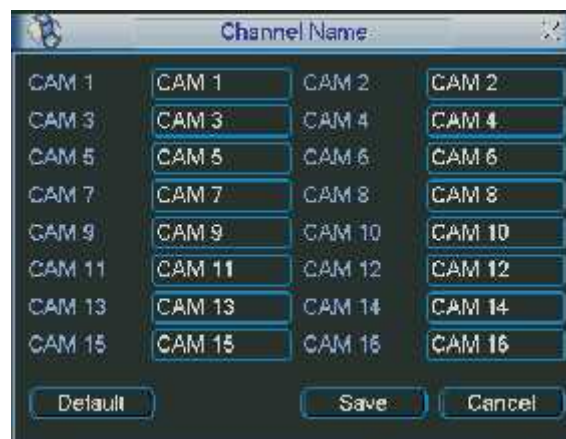 Channel Name
CAM 1 CAM 1 CAM 2 CAM 2
CAM 3 CAM 3 CAM 4 CAM 4
CAM 5 CAM 5 CAM 6 CAM 6
CAM 7 CAM 7 CAM 8 CAM 8
CAM 9 CAM 9 CAM 10 CAM 10
CAM 11 CAM 11 CAM 12 CAM 12
CAM 13 CAM 13 CAM 14 CAM 14
CAM 15 CAM 15 CAM 16 CAM 16
Default Save Cancel